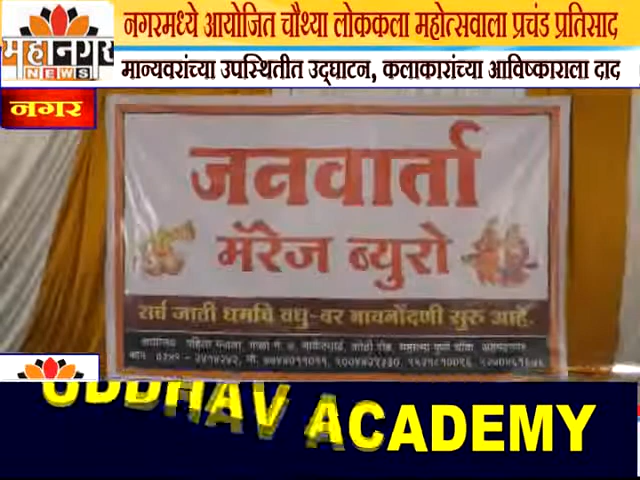 नगरमध्ये आयोजित चौथ्या लोककला महोत्सवाला प्रचंड प्रतिसाद
महानगर
NEWS
मान्यवरांच्या उपस्थितीत उद्घाटन, कलाकारांच्या आविष्काराला दाद
नगर
जनवार्ता
मॅरेज ब्युरो
सर्व जाती धर्माचे वधु-वर नावनोंदणी सुरु आहे.
UDDHAV ACADEMY